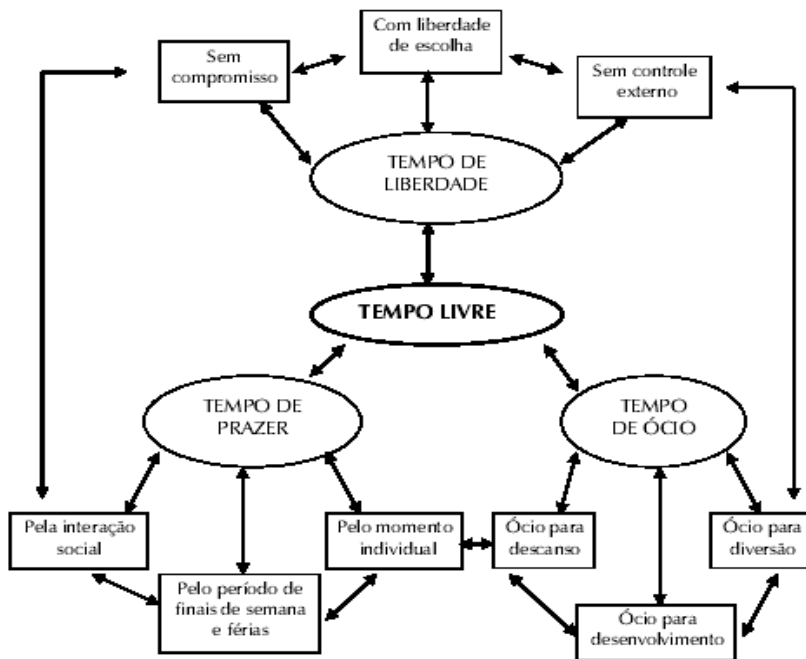 Com liberdade
de escolha
Sem
compromisso
Sem controle
externo
TEMPO DE
LIBERDADE
TEMPO LIVRE
TEMPO DE
PRAZER
TEMPO
DE ÓCIO
Pela interação
social
Pelo momento
individual
Ócio para
descanso
Ócio para
diversão
Pelo período de
finais de semana
e férias
Ócio para
desenvolvimento